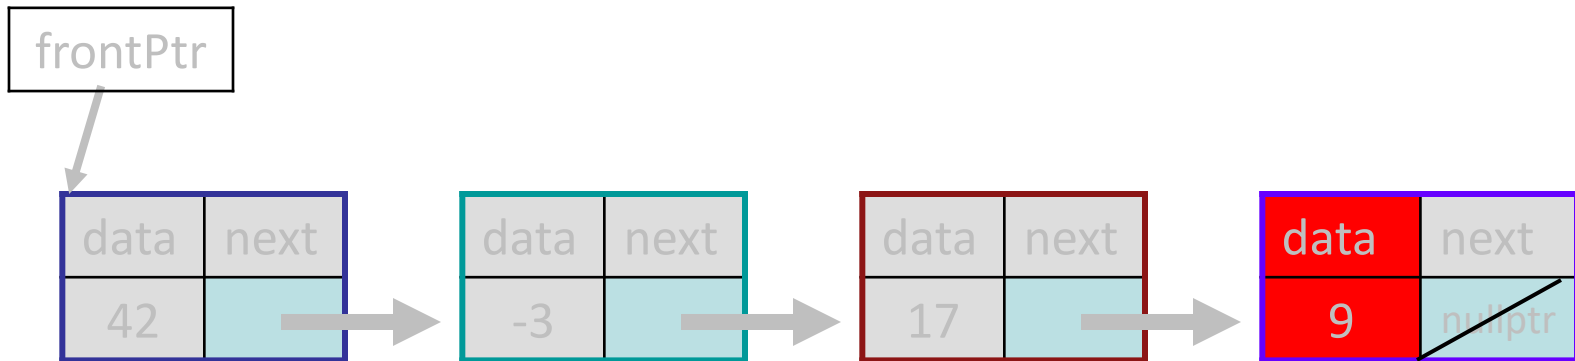 frontPtr
data next data next data next data next
42 -3 17 9 nullptr